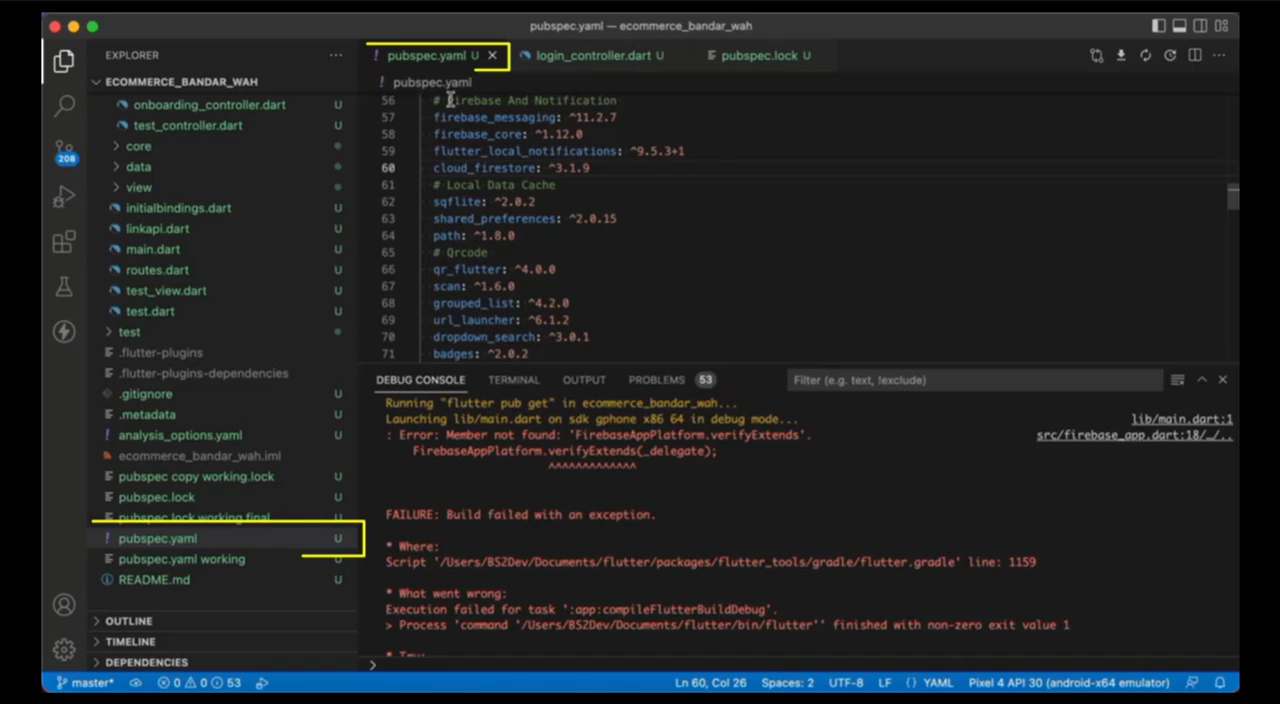 pubspec.yaml — ecommerce_bandar_wah
EXPLORER
ECOMMERCE_BANDAR_WAH
onboarding_controller.dart U
test_controller.dart U
core
data
view
initialbindings.dart U
linkapi.dart U
main.dart U
routes.dart U
test_view.dart U
test.dart U
test
.flutter-plugins
.flutter-plugins-dependencies
.gitignore U
.metadata U
analysis_options.yaml U
ecommerce_bandar_wah.iml
pubspec copy working.lock U
pubspec.lock U
pubspec.lock working final U
pubspec.yaml U
pubspec.yaml working U
README.md U
OUTLINE
TIMELINE
DEPENDENCIES
208
! pubspec.yaml U
login_controller.dart U
pubspec.lock U
! pubspec.yaml
56 # Firebase And Notification
57 firebase_messaging: ^11.2.7
58 firebase_core: ^1.12.0
59 flutter_local_notifications: ^9.5.3+1
60 cloud_firestore: ^3.1.9
61 # Local Data Cache
62 sqflite: ^2.0.2
63 shared_preferences: ^2.0.15
64 path: ^1.8.0
65 # Qrcode
66 qr_flutter: ^4.0.0
67 scan: ^1.6.0
68 grouped_list: ^4.2.0
69 url_launcher: ^6.1.2
70 dropdown_search: ^3.0.1
71 badges: ^2.0.2
DEBUG CONSOLE TERMINAL OUTPUT PROBLEMS 53 Filter (e.g. text, !exclude)
Running "flutter pub get" in ecommerce_bandar_wah...
Launching lib/main.dart on sdk gphone x86 64 in debug mode... lib/main.dart:1
: Error: Member not found: 'FirebaseAppPlatform.verifyExtends'. src/firebase_app.dart:18/…/..
FirebaseAppPlatform.verifyExtends(_delegate);
^^^^^^^^^^^^^
FAILURE: Build failed with an exception.
* Where:
Script '/Users/BS2Dev/Documents/flutter/packages/flutter_tools/gradle/flutter.gradle' line: 1159
* What went wrong:
Execution failed for task ':app:compileFlutterBuildDebug'.
> Process 'command '/Users/BS2Dev/Documents/flutter/bin/flutter'' finished with non-zero exit value 1
* Try:
master* 0 0 53 Ln 60, Col 26 Spaces: 2 UTF-8 LF {} YAML Pixel 4 API 30 (android-x64 emulator)